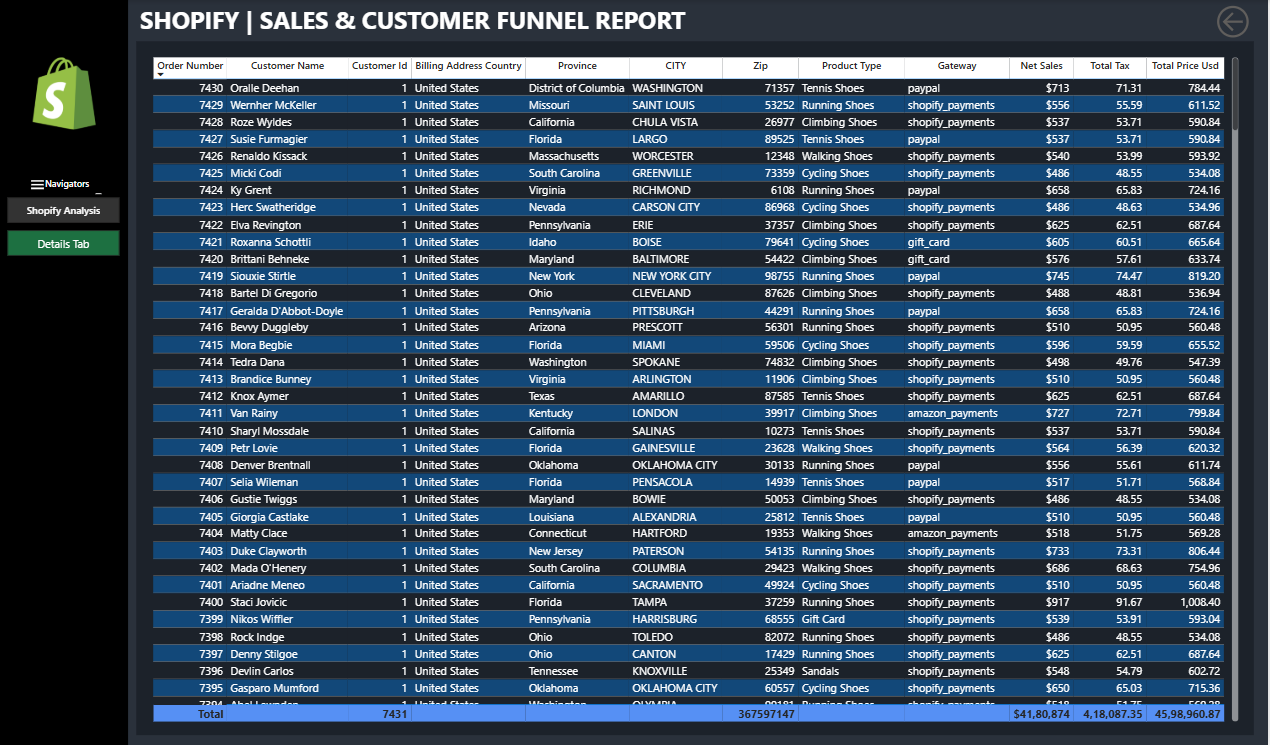 SHOPIFY | SALES & CUSTOMER FUNNEL REPORT
Navigators
Shopify Analysis
Details Tab
Order Number Customer Name Customer Id Billing Address Country Province CITY Zip Product Type Gateway Net Sales Total Tax Total Price Usd
7430 Oralle Deehan 1 United States District of Columbia WASHINGTON 71357 Tennis Shoes paypal $713 71.31 784.44
7429 Wernher McKeller 1 United States Missouri SAINT LOUIS 53252 Running Shoes shopify_payments $556 55.59 611.52
7428 Roze Wyldes 1 United States California CHULA VISTA 26977 Climbing Shoes shopify_payments $537 53.71 590.84
7427 Susie Furmagier 1 United States Florida LARGO 89525 Tennis Shoes paypal $537 53.71 590.84
7426 Renaldo Kissack 1 United States Massachusetts WORCESTER 12348 Walking Shoes shopify_payments $540 53.99 593.92
7425 Micki Codi 1 United States South Carolina GREENVILLE 73359 Cycling Shoes shopify_payments $486 48.55 534.08
7424 Ky Grent 1 United States Virginia RICHMOND 6108 Running Shoes paypal $658 65.83 724.16
7423 Herc Swatheridge 1 United States Nevada CARSON CITY 86968 Cycling Shoes shopify_payments $486 48.63 534.96
7422 Elva Revington 1 United States Pennsylvania ERIE 37357 Climbing Shoes shopify_payments $625 62.51 687.64
7421 Roxanna Schottli 1 United States Idaho BOISE 79641 Cycling Shoes gift_card $605 60.51 665.64
7420 Brittani Behneke 1 United States Maryland BALTIMORE 54422 Climbing Shoes gift_card $576 57.61 633.74
7419 Siouxie Stirtle 1 United States New York NEW YORK CITY 98755 Running Shoes paypal $745 74.47 819.20
7418 Bartel Di Gregorio 1 United States Ohio CLEVELAND 87626 Climbing Shoes shopify_payments $488 48.81 536.94
7417 Geralda D'Abbot-Doyle 1 United States Pennsylvania PITTSBURGH 44291 Running Shoes paypal $658 65.83 724.16
7416 Bevvy Duggleby 1 United States Arizona PRESCOTT 56301 Running Shoes shopify_payments $510 50.95 560.48
7415 Mora Begbie 1 United States Florida MIAMI 59506 Cycling Shoes shopify_payments $596 59.59 655.52
7414 Tedra Dana 1 United States Washington SPOKANE 74832 Climbing Shoes shopify_payments $498 49.76 547.39
7413 Brandice Bunney 1 United States Virginia ARLINGTON 11906 Climbing Shoes shopify_payments $510 50.95 560.48
7412 Knox Aymer 1 United States Texas AMARILLO 87585 Tennis Shoes shopify_payments $625 62.51 687.64
7411 Van Rainy 1 United States Kentucky LONDON 39917 Climbing Shoes amazon_payments $727 72.71 799.84
7410 Sharyl Mossdale 1 United States California SALINAS 10273 Tennis Shoes shopify_payments $537 53.71 590.84
7409 Petr Lovie 1 United States Florida GAINESVILLE 23628 Walking Shoes shopify_payments $564 56.39 620.32
7408 Denver Brentnall 1 United States Oklahoma OKLAHOMA CITY 30133 Running Shoes paypal $556 55.61 611.74
7407 Selia Wileman 1 United States Florida PENSACOLA 14939 Tennis Shoes paypal $517 51.71 568.84
7406 Gustie Twiggs 1 United States Maryland BOWIE 50053 Climbing Shoes shopify_payments $486 48.55 534.08
7405 Giorgia Castlake 1 United States Louisiana ALEXANDRIA 25812 Tennis Shoes paypal $510 50.95 560.48
7404 Matty Clace 1 United States Connecticut HARTFORD 19353 Walking Shoes amazon_payments $518 51.75 569.28
7403 Duke Clayworth 1 United States New Jersey PATERSON 54135 Running Shoes shopify_payments $733 73.31 806.44
7402 Mada O'Henery 1 United States South Carolina COLUMBIA 29423 Walking Shoes shopify_payments $686 68.63 754.96
7401 Ariadne Meneo 1 United States California SACRAMENTO 49924 Cycling Shoes shopify_payments $510 50.95 560.48
7400 Staci Jovicic 1 United States Florida TAMPA 37259 Running Shoes shopify_payments $917 91.67 1,008.40
7399 Nikos Wiffler 1 United States Pennsylvania HARRISBURG 68555 Gift Card shopify_payments $539 53.91 593.04
7398 Rock Indge 1 United States Ohio TOLEDO 82072 Running Shoes shopify_payments $486 48.55 534.08
7397 Denny Stilgoe 1 United States Ohio CANTON 17429 Running Shoes shopify_payments $625 62.51 687.64
7396 Devlin Carlos 1 United States Tennessee KNOXVILLE 25349 Sandals shopify_payments $548 54.79 602.72
7395 Gasparo Mumford 1 United States Oklahoma OKLAHOMA CITY 60557 Cycling Shoes shopify_payments $650 65.03 715.36
Total 7431 367597147 $41,80,874 4,18,087.35 45,98,960.87